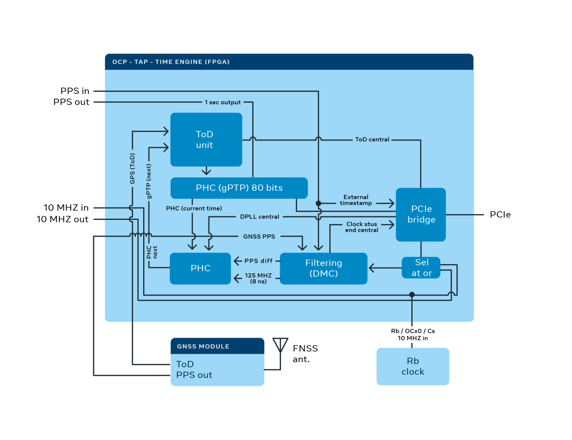 OCP - TAP - TIME ENGINE (FPGA)
PPS in
PPS out
1 sec output
ToD
unit
ToD central
GPS (ToD)
gPTP (next)
PHC (gPTP) 80 bits
External
timestamp
PHC (current time)
10 MHZ in
10 MHZ out
DPLL central
Clock stus
end central
PCIe
bridge
PCIe
GNSS PPS
PHC
next
PHC
PPS diff
125 MHZ
(8 ns)
Filtering
(DMC)
Sel
at or
Rb / OCx0 / Cs
10 MHZ in
GNSS MODULE
ToD
PPS out
FNSS
ant.
Rb
clock